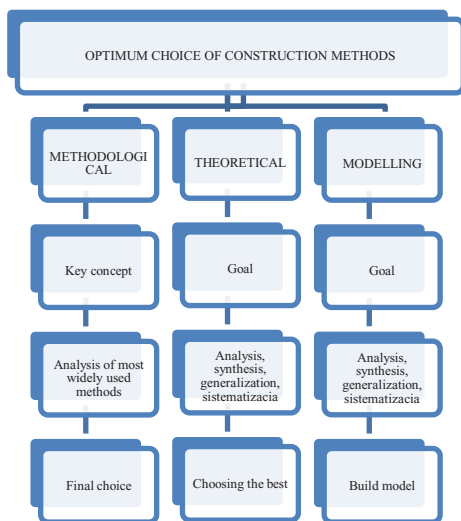 OPTIMUM CHOICE OF CONSTRUCTION METHODS
METHODOLOGI
CAL
THEORETICAL
MODELLING
Key concept
Goal
Goal
Analysis of most
widely used
methods
Analysis,
synthesis,
generalization,
sistematizacia
Analysis,
synthesis,
generalization,
sistematizacia
Final choice
Choosing the best
Build model